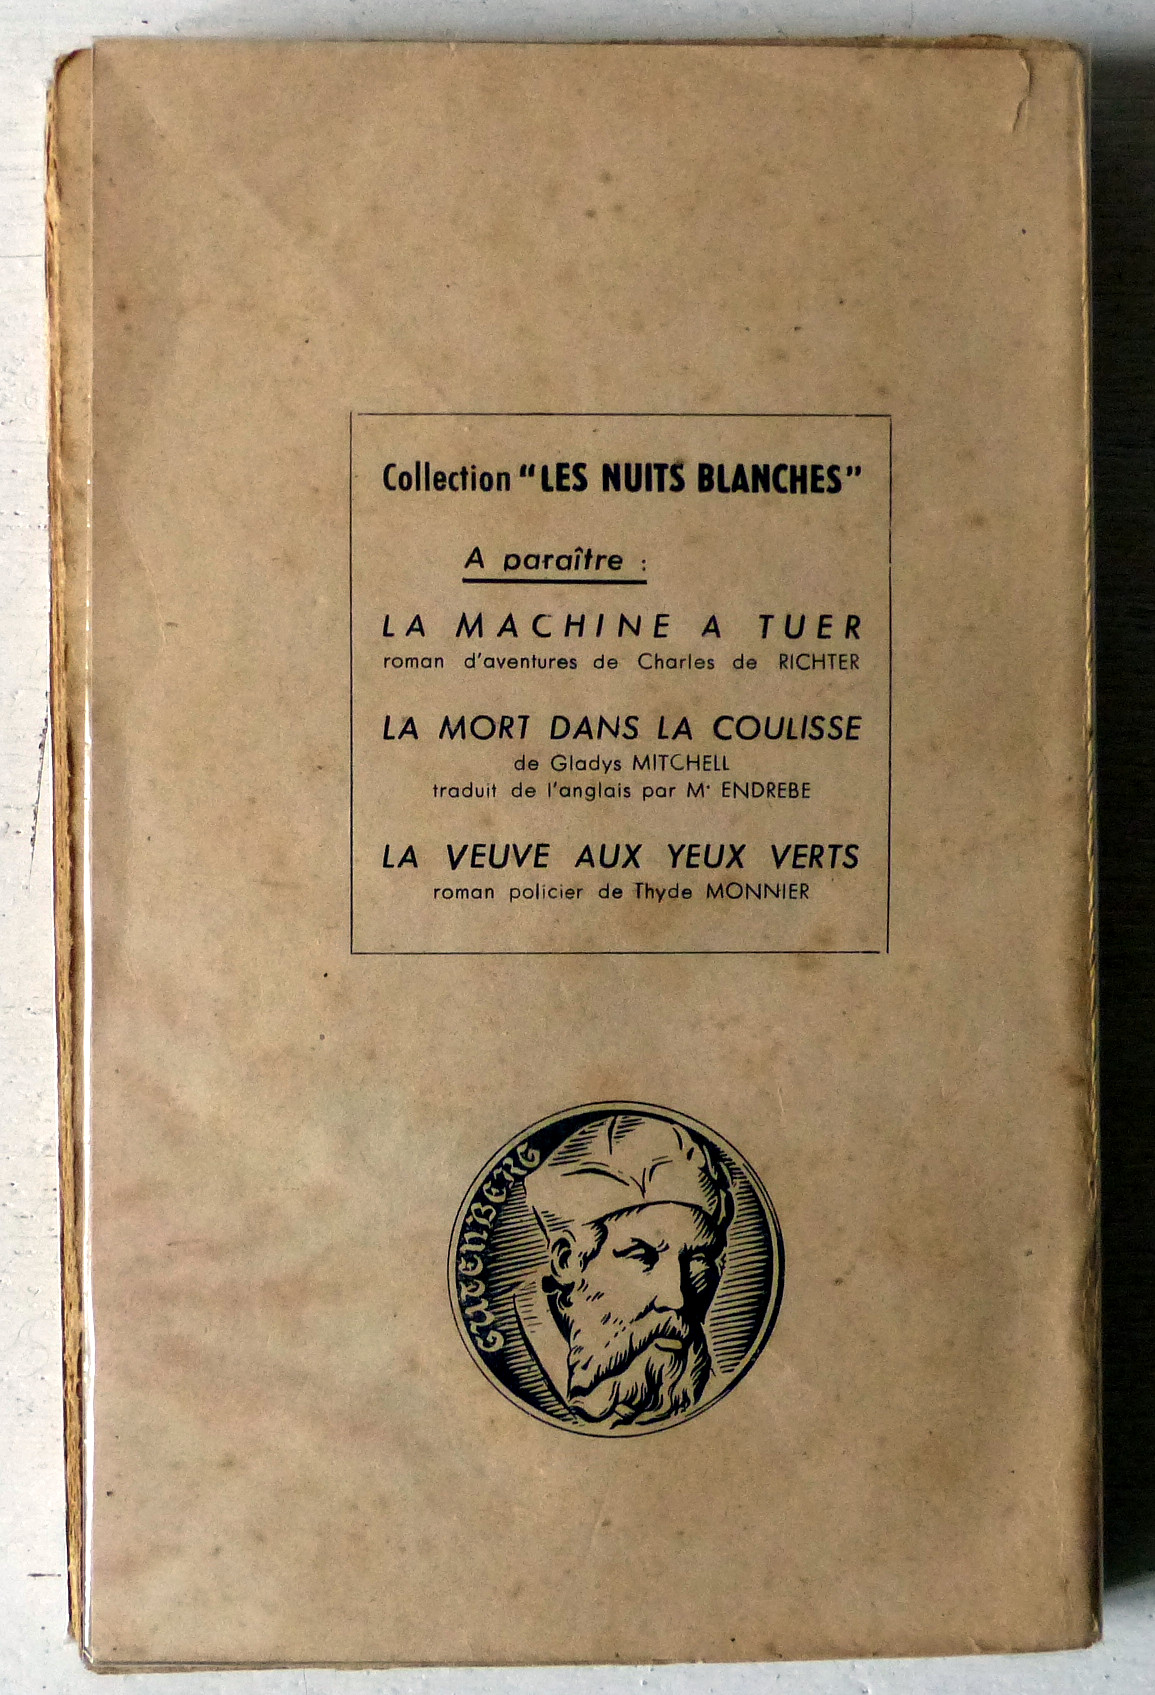 Collection "LES NUITS BLANCHES"
A paraître :
LA MACHINE A TUER
roman d'aventures de Charles de RICHTER
LA MORT DANS LA COULISSE
de Gladys MITCHELL
traduit de l'anglais par M· ENDREBE
LA VEUVE AUX YEUX VERTS
roman policier de Thyde MONNIER
GUTENBERG